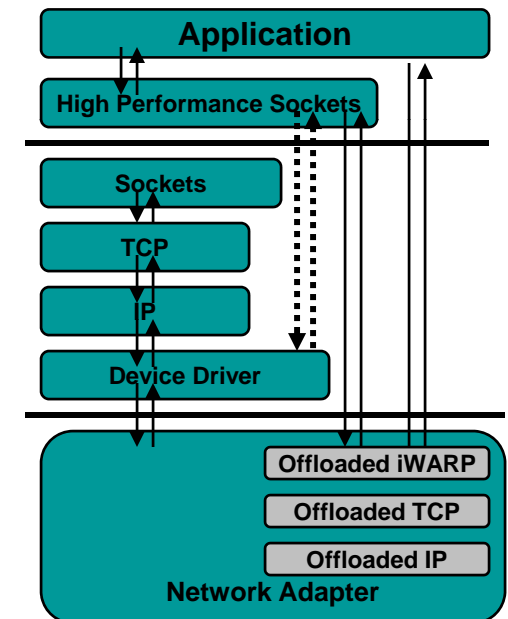 Application
High Performance Sockets
Sockets
TCP
IP
Device Driver
Offloaded iWARP
Offloaded TCP
Offloaded IP
Network Adapter